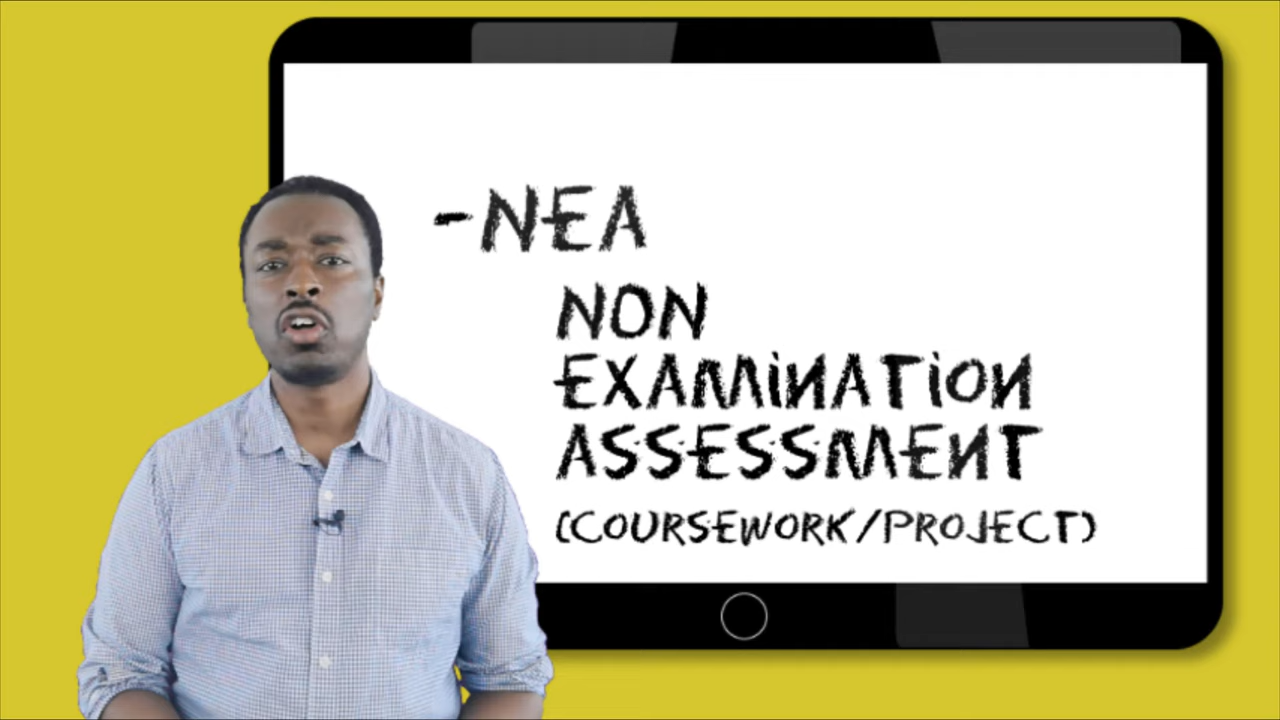 -NEA
NON
EXAMiNATiON
ASSESSMENT
(COURSEWORK/PROJECT)